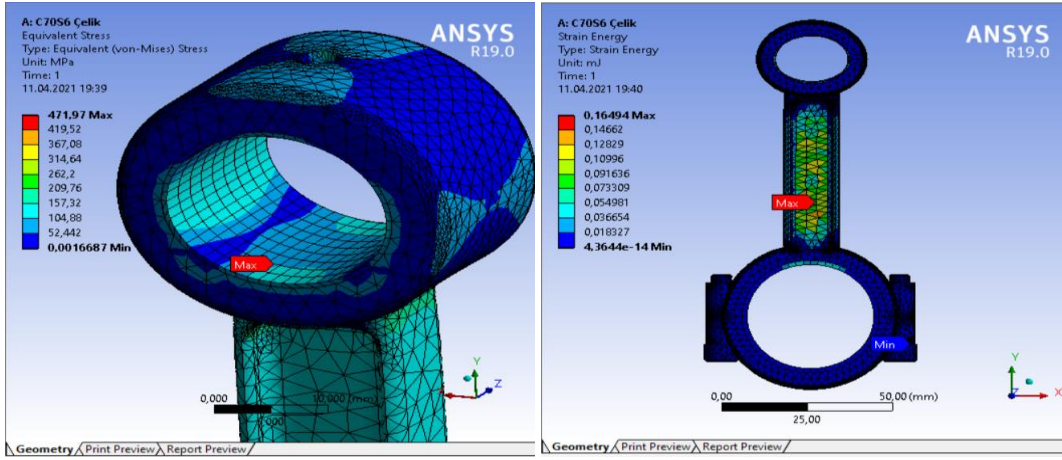 A: C70S6 Çelik
Equivalent Stress
Type: Equivalent (von-Mises) Stress
Unit: MPa
Time: 1
11.04.2021 19:39
471,97 Max
419,52
367,08
314,64
262,2
209,76
157,32
104,88
52,442
0,0016687 Min
ANSYS
R19.0
Max
Y
Z
0,000
10,000 (mm)
Geometry
Print Preview
Report Preview
A: C70S6 Çelik
Strain Energy
Type: Strain Energy
Unit: mJ
Time: 1
11.04.2021 19:40
0,16494 Max
0,14662
0,12829
0,10996
0,091636
0,073309
0,054981
0,036654
0,018327
4,3644e-14 Min
ANSYS
R19.0
Max
Min
Y
Z
X
0,00
50,00 (mm)
25,00
Geometry
Print Preview
Report Preview